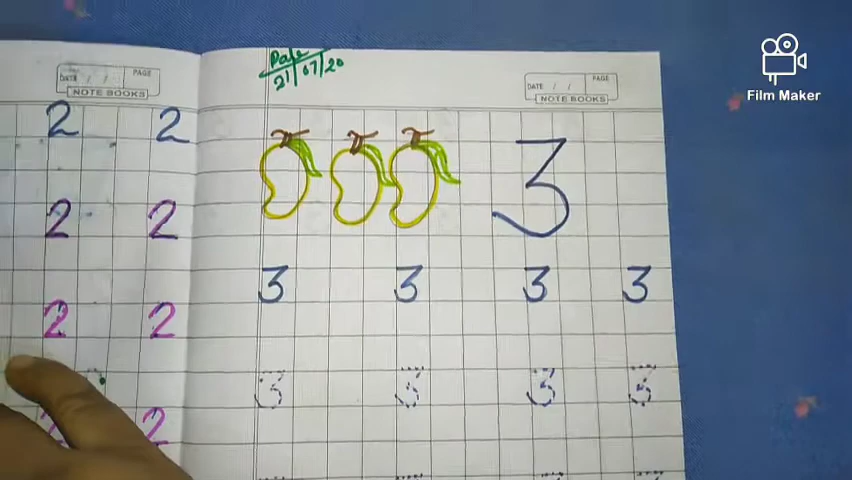 DATE / / PAGE
NOTE BOOKS
2 2
2 2
2 2
2
Date
21/07/20
DATE / / PAGE
NOTE BOOKS
3
3 3 3 3
3 3 3 3
Film Maker